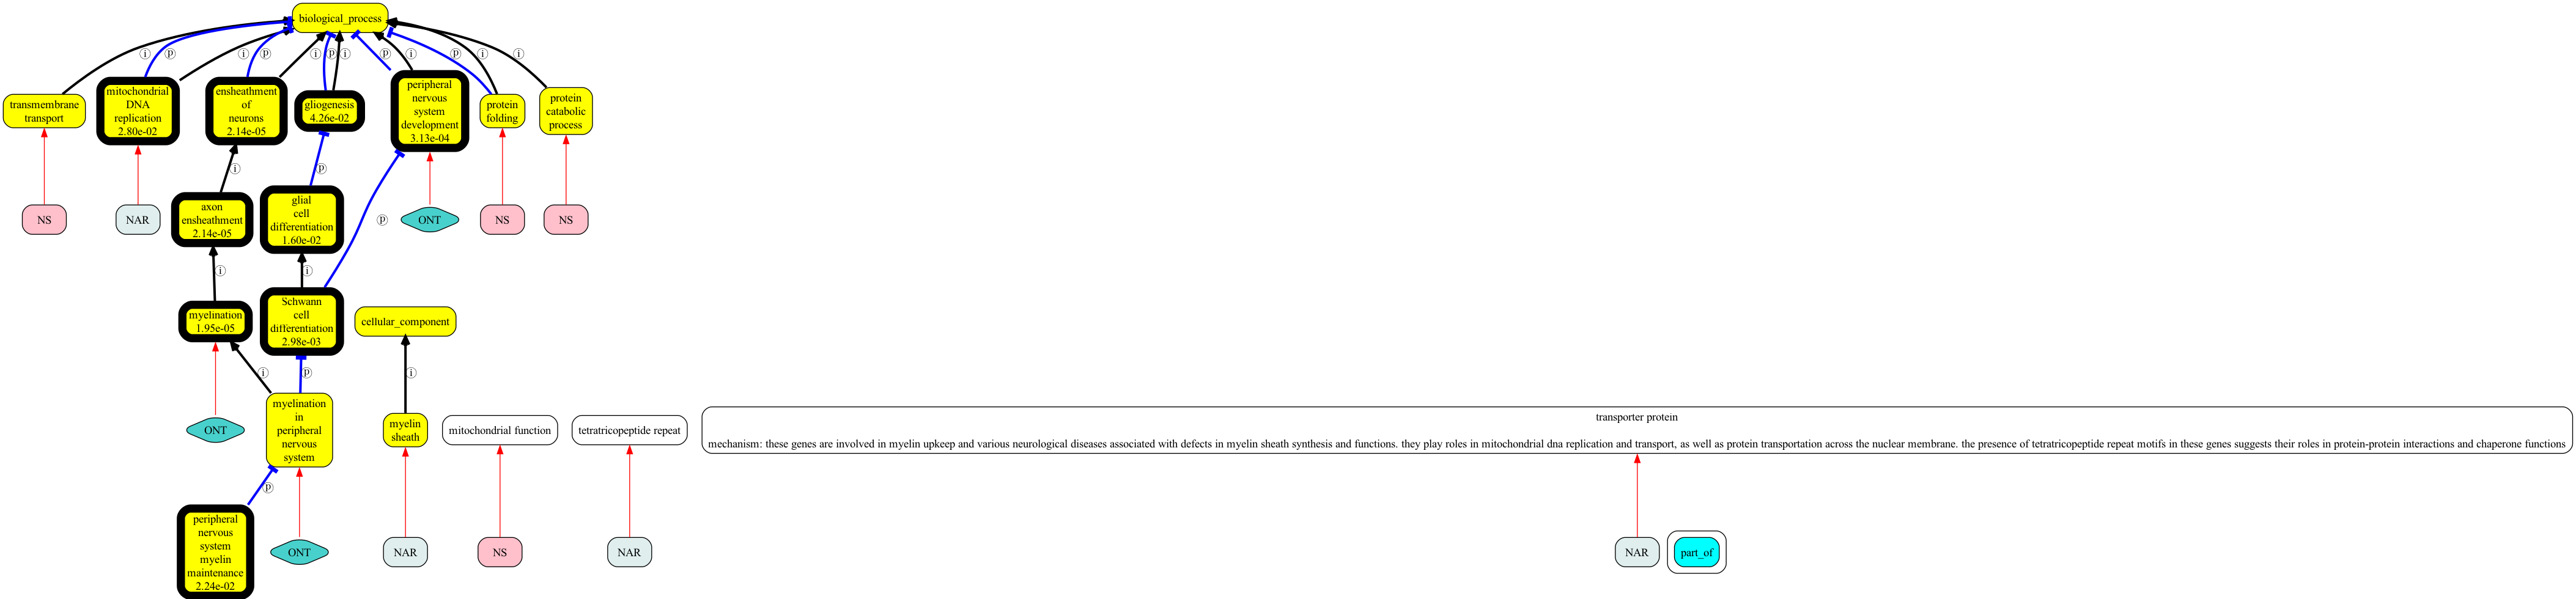 biological_process
ⓘ
ⓟ
ⓘ
ⓟ
ⓘ
ⓟ
ⓘ
ⓟ
ⓘ
ⓟ
ⓘ
ⓘ
transmembrane
transport
mitochondrial
DNA
replication
2.80e-02
ensheathment
of
neurons
2.14e-05
gliogenesis
4.26e-02
peripheral
nervous
system
development
3.13e-04
protein
folding
protein
catabolic
process
ⓘ
ⓟ
NS
NAR
axon
ensheathment
2.14e-05
glial
cell
differentiation
1.60e-02
ⓟ
ONT
NS
NS
ⓘ
ⓘ
myelination
1.95e-05
Schwann
cell
differentiation
2.98e-03
cellular_component
ⓘ
ⓟ
ⓘ
ONT
myelination
in
peripheral
nervous
system
myelin
sheath
mitochondrial function
tetratricopeptide repeat
transporter protein
mechanism: these genes are involved in myelin upkeep and various neurological diseases associated with defects in myelin sheath synthesis and functions. they play roles in mitochondrial dna replication and transport, as well as protein transportation across the nuclear membrane. the presence of tetratricopeptide repeat motifs in these genes suggests their roles in protein-protein interactions and chaperone functions
ⓟ
peripheral
nervous
system
myelin
maintenance
2.24e-02
ONT
NAR
NS
NAR
NAR
part_of